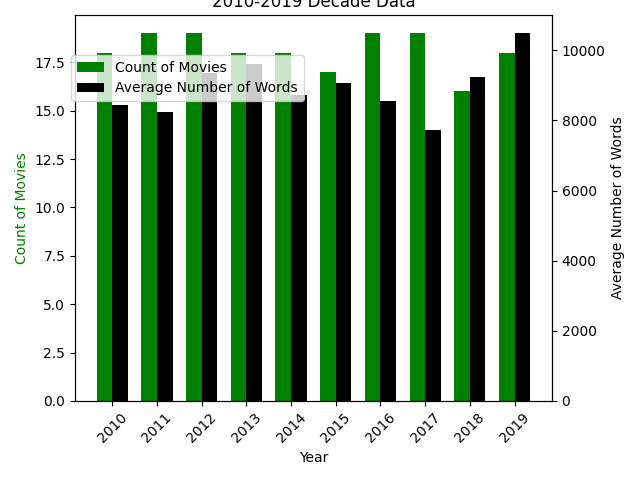 2010-2019 Decade Data
Count of Movies
Average Number of Words
Count of Movies
17.5
15.0
12.5
10.0
7.5
5.0
2.5
0.0
Average Number of Words
10000
8000
6000
4000
2000
0
2010 2011 2012 2013 2014 2015 2016 2017 2018 2019
Year